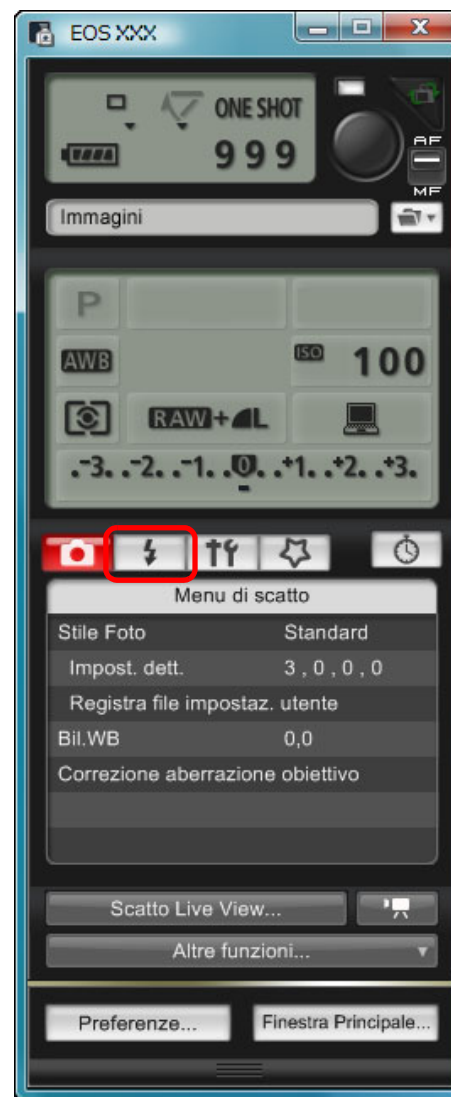 EOS XXX
ONE SHOT
999
AF
MF
Immagini
P
AWB
ISO 100
RAW+L
.-3. .-2. .-1. .0. .+1. .+2. .+3.
Menu di scatto
Stile Foto Standard
Impost. dett. 3 , 0 , 0 , 0
Registra file impostaz. utente
Bil.WB 0,0
Correzione aberrazione obiettivo
Scatto Live View...
Altre funzioni...
Preferenze... Finestra Principale...